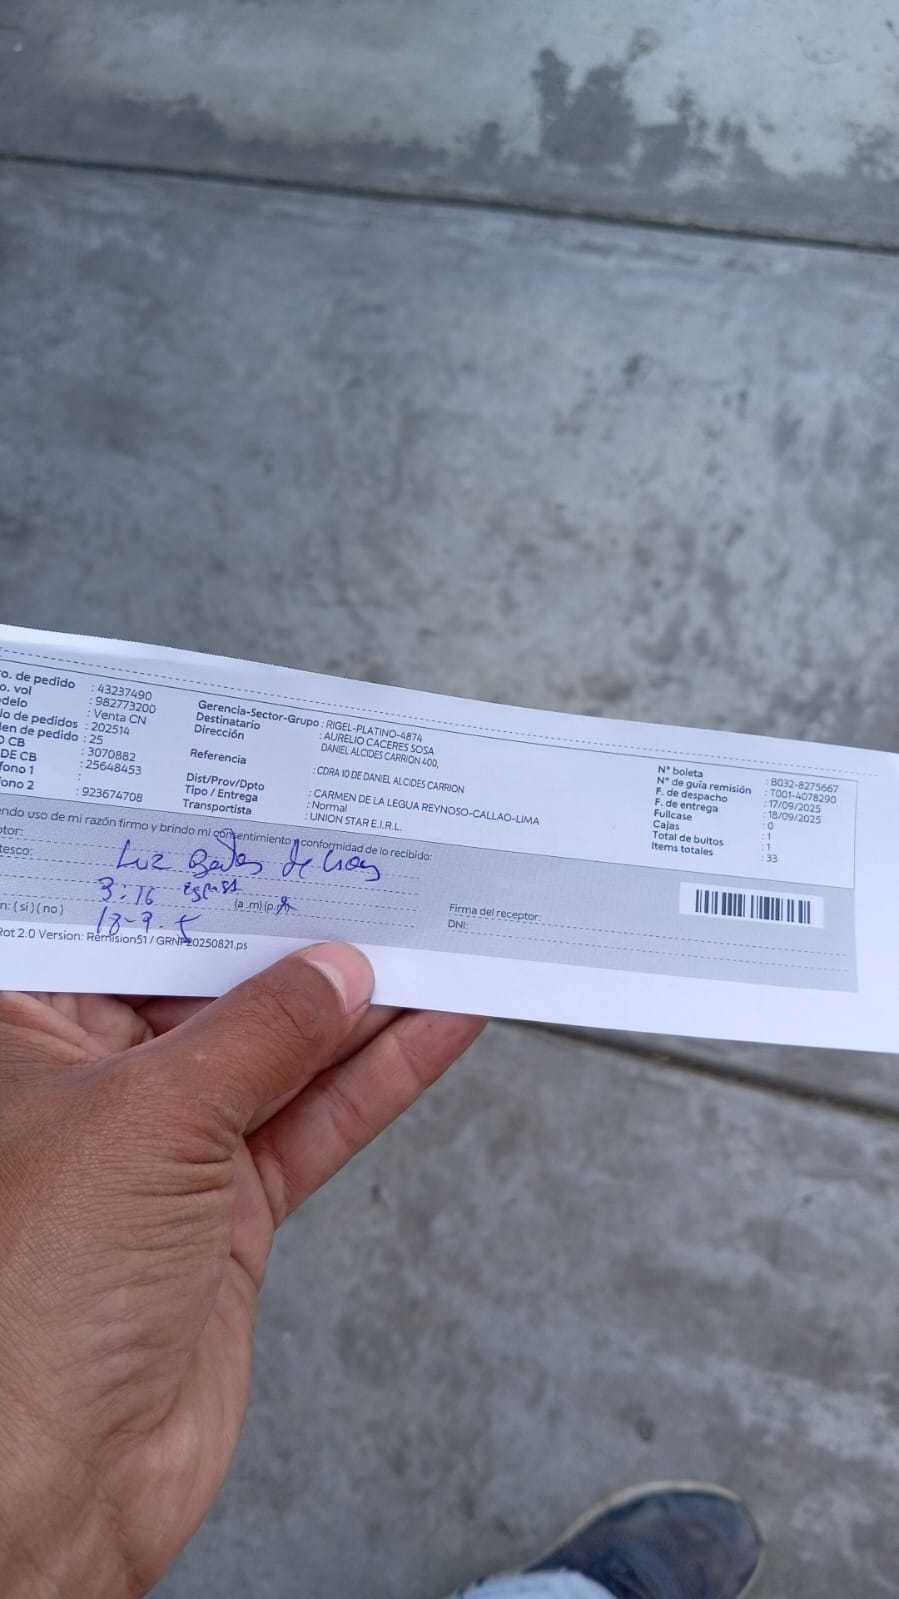 o. de pedido : 43237490
o. vol : 982773200
delo : Venta CN
io de pedidos : 202514
en de pedido : 25
CB : 3070882
DE CB : 25648453
fono 1 :
fono 2 : 923674708
Gerencia-Sector-Grupo : RIGEL-PLATINO-4874
Destinatario : AURELIO CACERES SOSA
Dirección DANIEL ALCIDES CARRION 400,
Referencia : CDRA 10 DE DANIEL ALCIDES CARRION
Dist/Prov/Dpto : CARMEN DE LA LEGUA REYNOSO-CALLAO-LIMA
Tipo / Entrega : Normal
Transportista : UNION STAR E.I.R.L.
N° boleta : B032-8275667
N° de guía remisión : T001-4078290
F. de despacho : 17/09/2025
F. de entrega : 18/09/2025
Fullcase : 0
Cajas : 1
Total de bultos : 1
Items totales : 33
endo uso de mi razón firmo y brindo mi consentimiento y conformidad de lo recibido:
ptor: Luz
tesco: esposa
3:16 (a .m) (p.
n: ( si ) ( no ) 18-9-
Firma del receptor:
DNI:
Rot 2.0 Version: Remision51 / GRNP20250821.ps